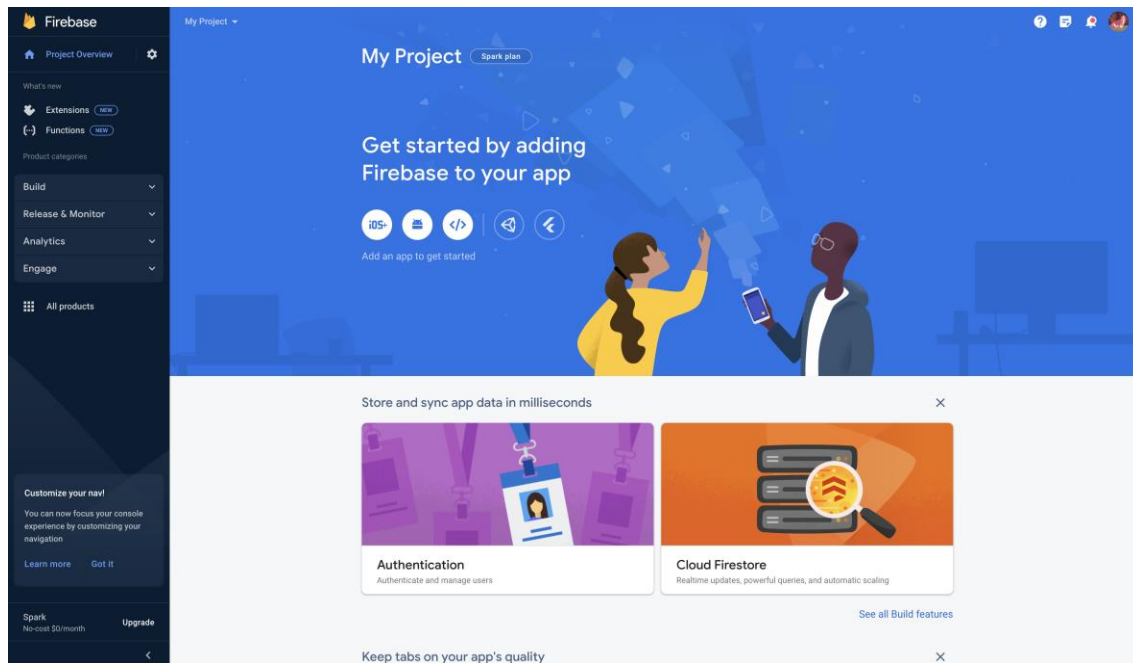 Firebase
Project Overview
What's new
Extensions NEW
Functions NEW
Product categories
Build
Release & Monitor
Analytics
Engage
All products
Customize your nav!
You can now focus your console
experience by customizing your
navigation
Learn more Got it
Spark
No-cost $0/month
Upgrade
My Project
My Project Spark plan
Get started by adding
Firebase to your app
iOS+ </>
Add an app to get started
Store and sync app data in milliseconds
Authentication
Authenticate and manage users
Cloud Firestore
Realtime updates, powerful queries, and automatic scaling
See all Build features
Keep tabs on your app's quality